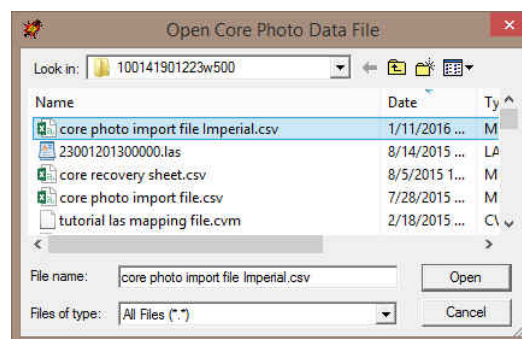 Open Core Photo Data File
Look in: 100141901223w500
Name Date Ty
core photo import file Imperial.csv 1/11/2016 ... M
23001201300000.las 8/14/2015 ... LA
core recovery sheet.csv 8/5/2015 1... M
core photo import file.csv 7/28/2015 ... M
tutorial las mapping file.cvm 2/18/2015 ... CV
File name: core photo import file Imperial.csv Open
Files of type: All Files (*.*) Cancel